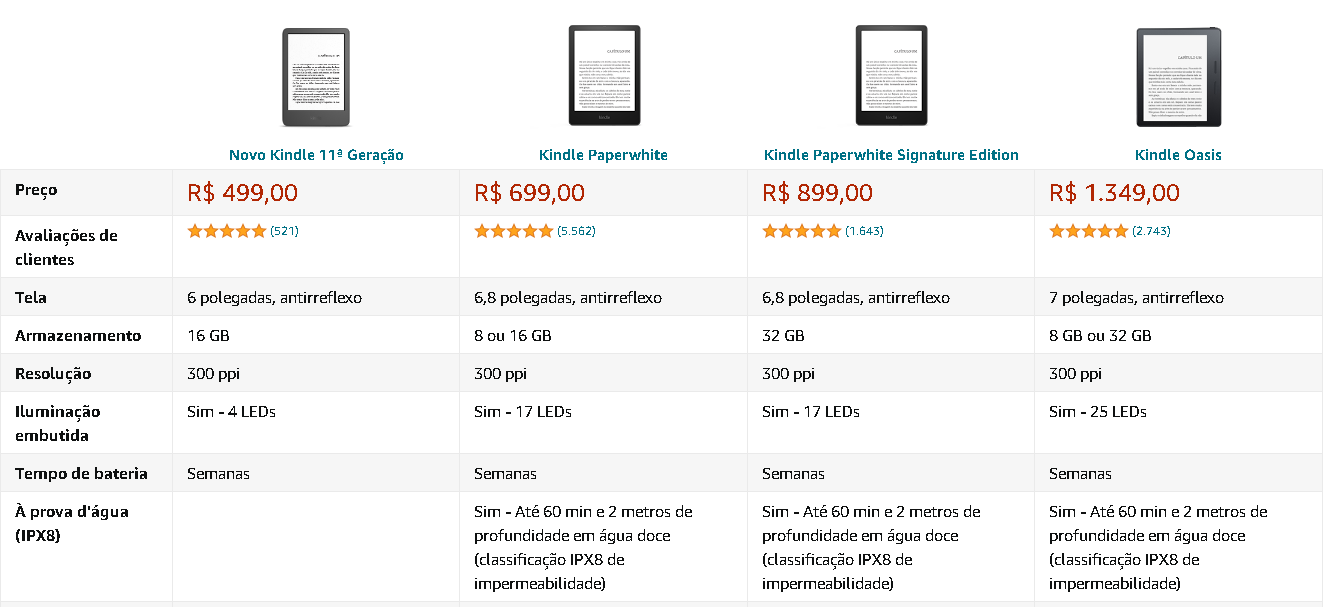 Novo Kindle 11ª Geração
Kindle Paperwhite
Kindle Paperwhite Signature Edition
Kindle Oasis
Preço
R$ 499,00
R$ 699,00
R$ 899,00
R$ 1.349,00
Avaliações de
clientes
(521)
(5.562)
(1.643)
(2.743)
Tela
6 polegadas, antirreflexo
6,8 polegadas, antirreflexo
6,8 polegadas, antirreflexo
7 polegadas, antirreflexo
Armazenamento
16 GB
8 ou 16 GB
32 GB
8 GB ou 32 GB
Resolução
300 ppi
300 ppi
300 ppi
300 ppi
Iluminação
embutida
Sim - 4 LEDs
Sim - 17 LEDs
Sim - 17 LEDs
Sim - 25 LEDs
Tempo de bateria
Semanas
Semanas
Semanas
Semanas
À prova d'água
(IPX8)
Sim - Até 60 min e 2 metros de
profundidade em água doce
(classificação IPX8 de
impermeabilidade)
Sim - Até 60 min e 2 metros de
profundidade em água doce
(classificação IPX8 de
impermeabilidade)
Sim - Até 60 min e 2 metros de
profundidade em água doce
(classificação IPX8 de
impermeabilidade)